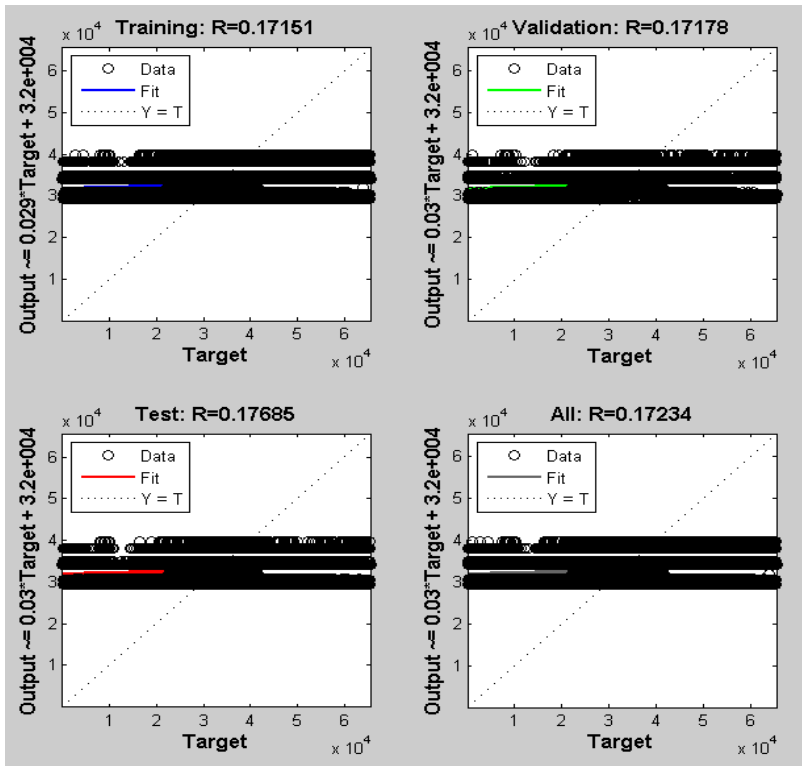 x 10^4 Training: R=0.17151
Output ~= 0.029*Target + 3.2e+004
6
5
4
3
2
1
Data
Fit
Y = T
1 2 3 4 5 6
Target
x 10^4
x 10^4 Validation: R=0.17178
Output ~= 0.03*Target + 3.2e+004
6
5
4
3
2
1
Data
Fit
Y = T
1 2 3 4 5 6
Target
x 10^4
x 10^4 Test: R=0.17685
Output ~= 0.03*Target + 3.2e+004
6
5
4
3
2
1
Data
Fit
Y = T
1 2 3 4 5 6
Target
x 10^4
x 10^4 All: R=0.17234
Output ~= 0.03*Target + 3.2e+004
6
5
4
3
2
1
Data
Fit
Y = T
1 2 3 4 5 6
Target
x 10^4